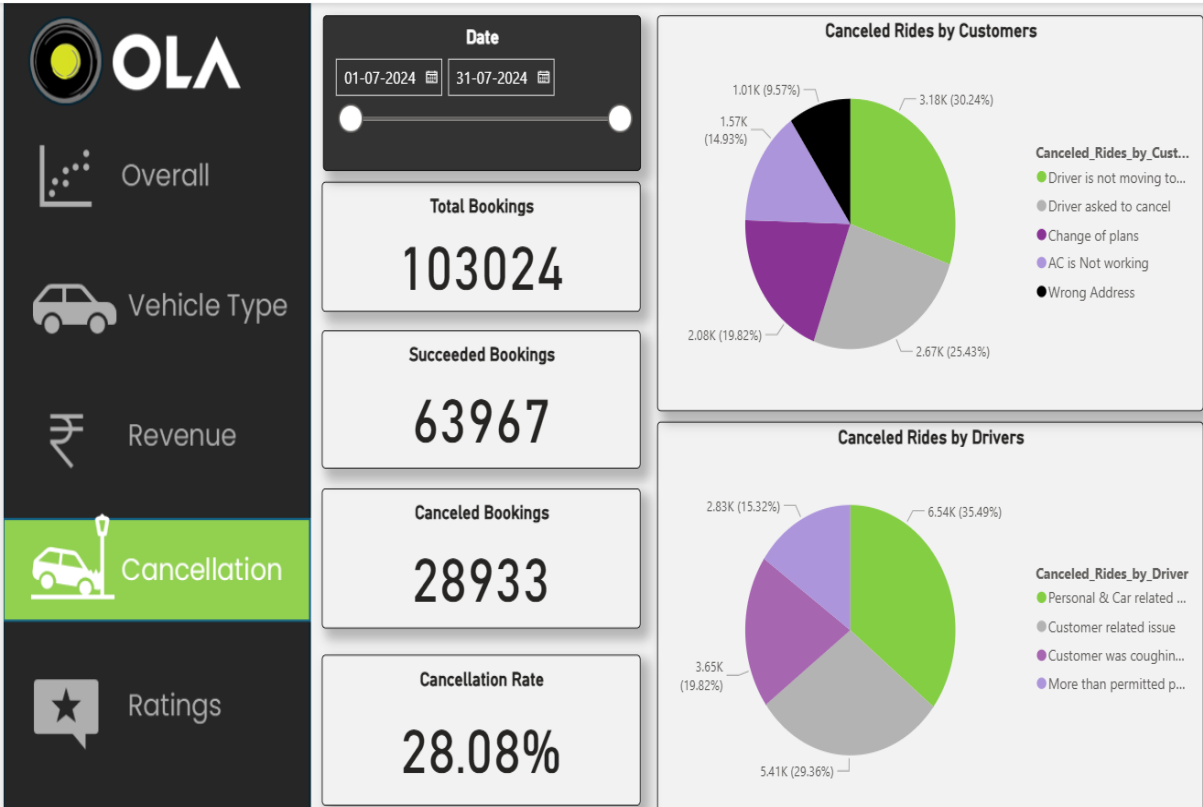 OLA
Overall
Vehicle Type
Revenue
Cancellation
Ratings
Date
01-07-2024
31-07-2024
Total Bookings
103024
Succeeded Bookings
63967
Canceled Bookings
28933
Cancellation Rate
28.08%
Canceled Rides by Customers
1.01K (9.57%)
3.18K (30.24%)
1.57K
(14.93%)
2.08K (19.82%)
2.67K (25.43%)
Canceled_Rides_by_Cust...
Driver is not moving to...
Driver asked to cancel
Change of plans
AC is Not working
Wrong Address
Canceled Rides by Drivers
2.83K (15.32%)
6.54K (35.49%)
3.65K
(19.82%)
5.41K (29.36%)
Canceled_Rides_by_Driver
Personal & Car related ...
Customer related issue
Customer was coughin...
More than permitted p...